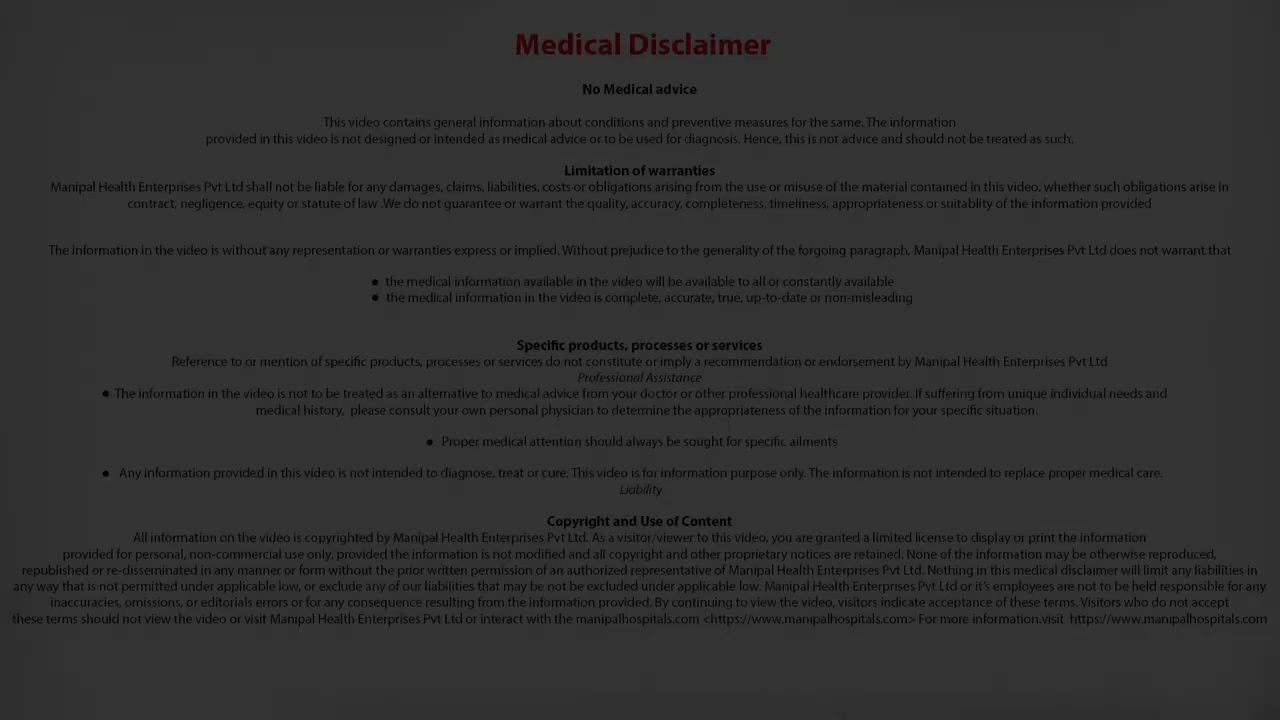 Medical Disclaimer
No Medical advice
This video contains general information about conditions and preventive measures for the same. The information
provided in this video is not designed or intended as medical advice or to be used for diagnosis. Hence, this is not advice and should not be treated as such.
Limitation of warranties
Manipal Health Enterprises Pvt Ltd shall not be liable for any damages, claims, liabilities, costs or obligations arising from the use or misuse of the material contained in this video, whether such obligations arise in
contract, negligence, equity or statute of law .We do not guarantee or warrant the quality, accuracy, completeness, timeliness, appropriateness or suitablity of the information provided
The information in the video is without any representation or warranties express or implied. Without prejudice to the generality of the forgoing paragraph, Manipal Health Enterprises Pvt Ltd does not warrant that
● the medical information available in the video will be available to all or constantly available
● the medical information in the video is complete, accurate, true, up-to-date or non-misleading
Specific products, processes or services
Reference to or mention of specific products, processes or services do not constitute or imply a recommendation or endorsement by Manipal Health Enterprises Pvt Ltd
Professional Assistance
● The information in the video is not to be treated as an alternative to medical advice from your doctor or other professional healthcare provider. If suffering from unique individual needs and
medical history, please consult your own personal physician to determine the appropriateness of the information for your specific situation.
● Proper medical attention should always be sought for specific ailments
● Any information provided in this video is not intended to diagnose, treat or cure. This video is for information purpose only. The information is not intended to replace proper medical care.
Liability
Copyright and Use of Content
All information on the video is copyrighted by Manipal Health Enterprises Pvt Ltd. As a visitor/viewer to this video, you are granted a limited license to display or print the information
provided for personal, non-commercial use only, provided the information is not modified and all copyright and other proprietary notices are retained. None of the information may be otherwise reproduced,
republished or re-disseminated in any manner or form without the prior written permission of an authorized representative of Manipal Health Enterprises Pvt Ltd. Nothing in this medical disclaimer will limit any liabilities in
any way that is not permitted under applicable low, or exclude any of our liabilities that may be not be excluded under applicable low. Manipal Health Enterprises Pvt Ltd or it's employees are not to be held responsible for any
inaccuracies, omissions, or editorials errors or for any consequence resulting from the information provided. By continuing to view the video, visitors indicate acceptance of these terms. Visitors who do not accept
these terms should not view the video or visit Manipal Health Enterprises Pvt Ltd or interact with the manipalhospitals.com <https://www.manipalhospitals.com> For more information.visit https://www.manipalhospitals.com